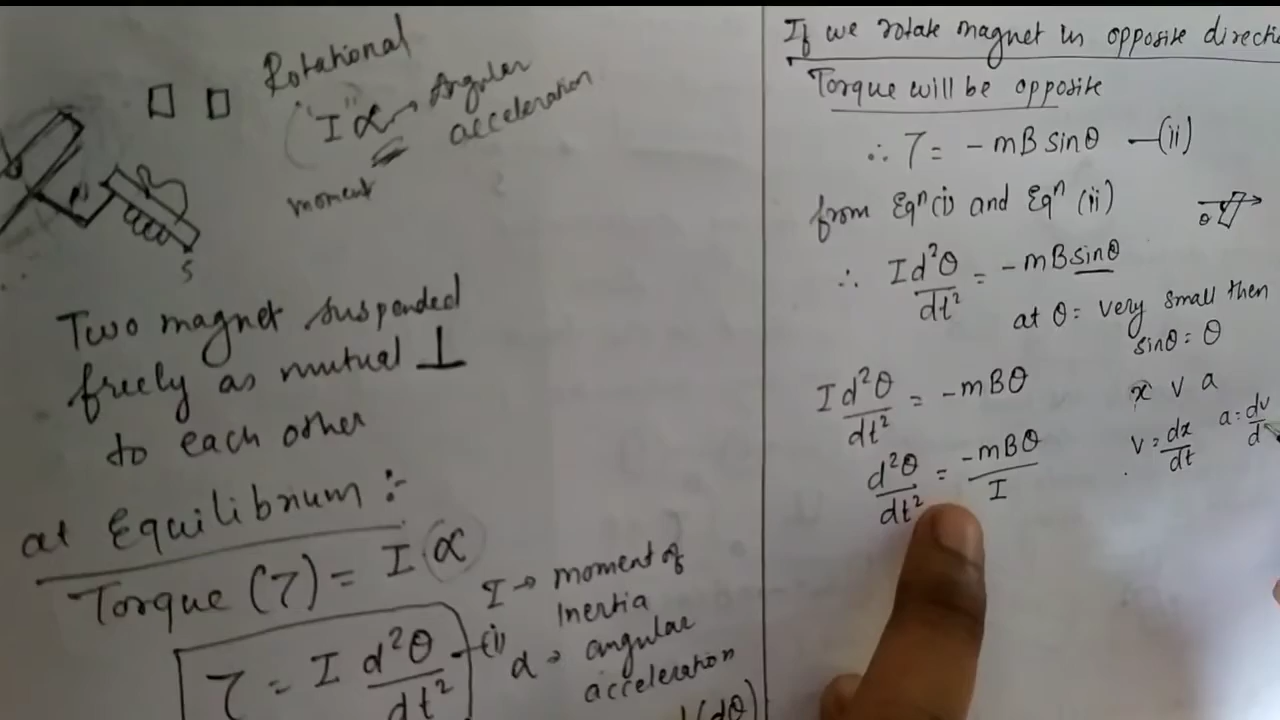 Rotational
"I" α → Angular
acceleration
moment
S
Two magnet suspended
freely as mutual ⊥
to each other
at Equilibrium :-
Torque (τ) = I α
I → moment of
Inertia
τ = I d²θ/dt² -(i)
α → angular
acceleration
d(dθ)
If we rotate magnet in opposite directi
Torque will be opposite
∴ τ = - mB sinθ —(ii)
from Eqⁿ(i) and Eqⁿ (ii)
θ
∴ I d²θ/dt² = - mB sinθ
at θ = very small then
sinθ = θ
I d²θ/dt² = - mBθ
x v a
v = dx/dt a = dv/d
d²θ/dt² = -mBθ/I